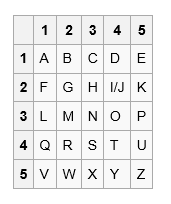 1 2 3 4 5
1 A B C D E
2 F G H I/J K
3 L M N O P
4 Q R S T U
5 V W X Y Z